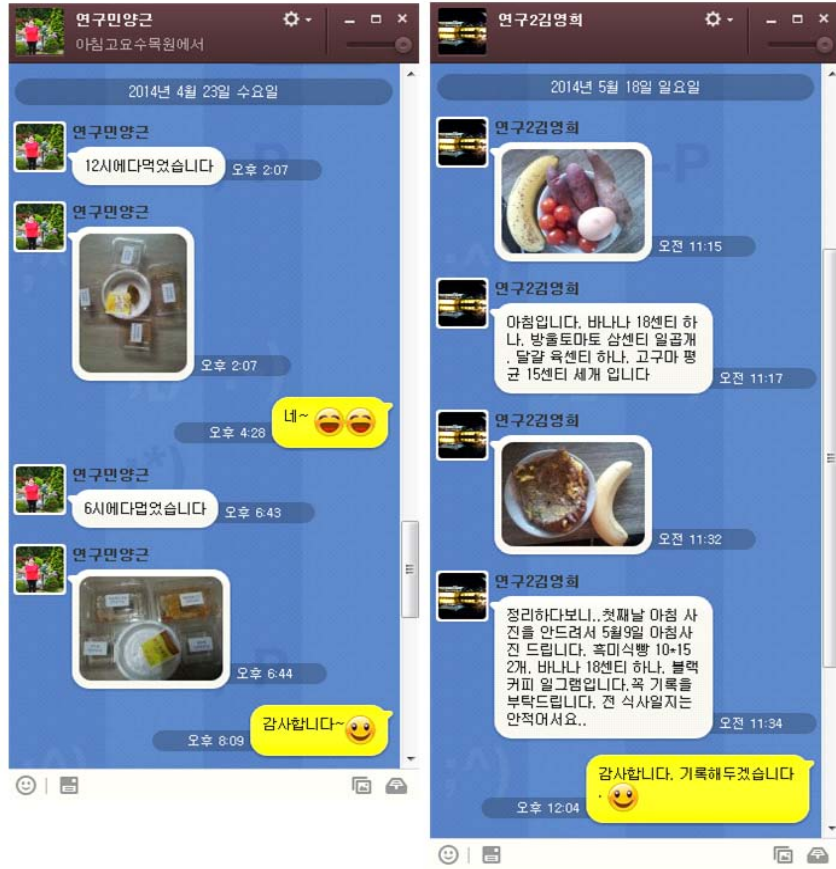 연구민양근
아침고요수목원에서
2014년 4월 23일 수요일
연구민양근
12시에다먹었습니다
오후 2:07
연구민양근
오후 2:07
네~
오후 4:28
연구민양근
6시에다멉었습니다
오후 6:43
연구민양근
오후 6:44
감사합니다~
오후 8:09
연구2김영희
2014년 5월 18일 일요일
연구2김영희
오전 11:15
연구2김영희
아침입니다. 바나나 18센티 하
나, 방울토마토 삼센티 일곱개
, 달걀 육센티 하나, 고구마 평
균 15센티 세개 입니다
오전 11:17
연구2김영희
오전 11:32
연구2김영희
정리하다보니..첫째날 아침 사
진을 안드려서 5월9일 아침사
진 드립니다. 흑미식빵 10*15
2개, 바나나 18센티 하나, 블랙
커피 일그램입니다.꼭 기록을
부탁드립니다. 전 식사일지는
안적어서요..
오전 11:34
감사합니다, 기록해두겠습니다
.
오후 12:04